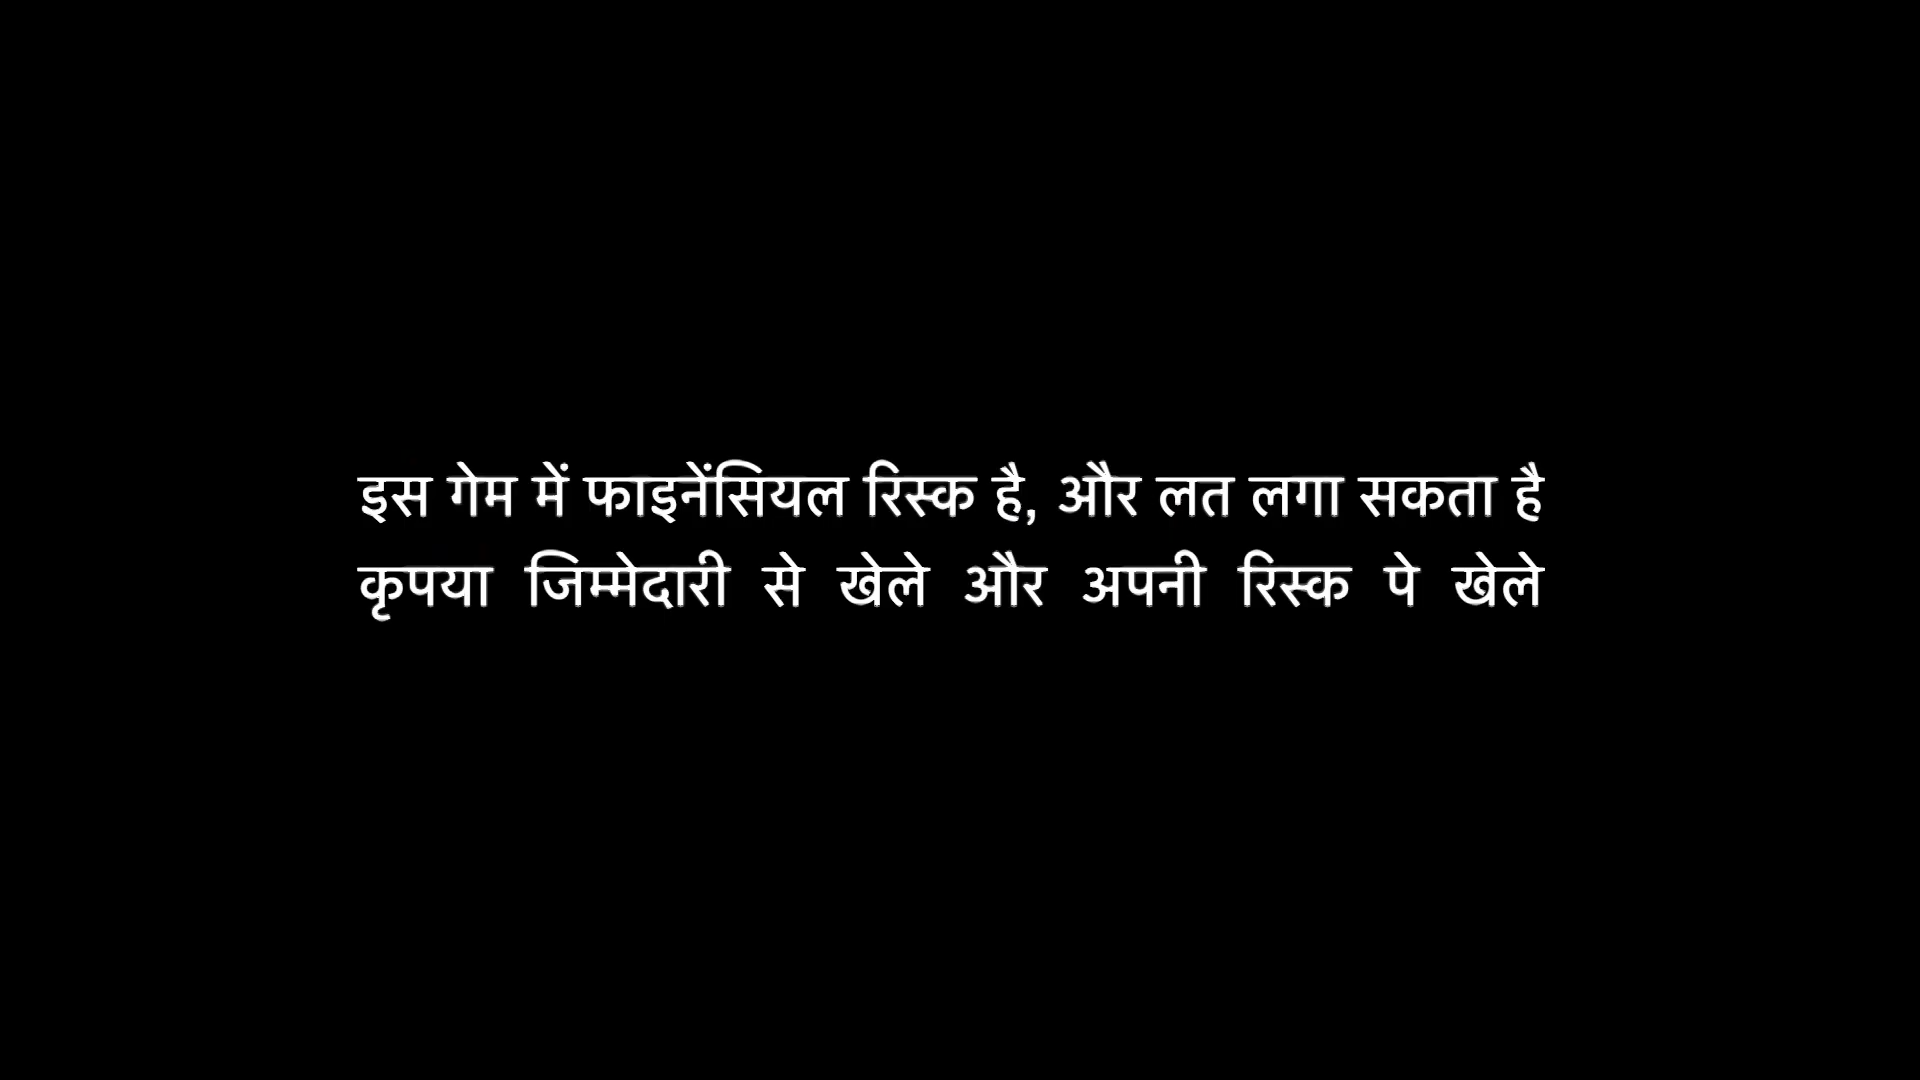 इस गेम में फाइनेंसियल रिस्क है, और लत लगा सकता है
कृपया जिम्मेदारी से खेले और अपनी रिस्क पे खेले